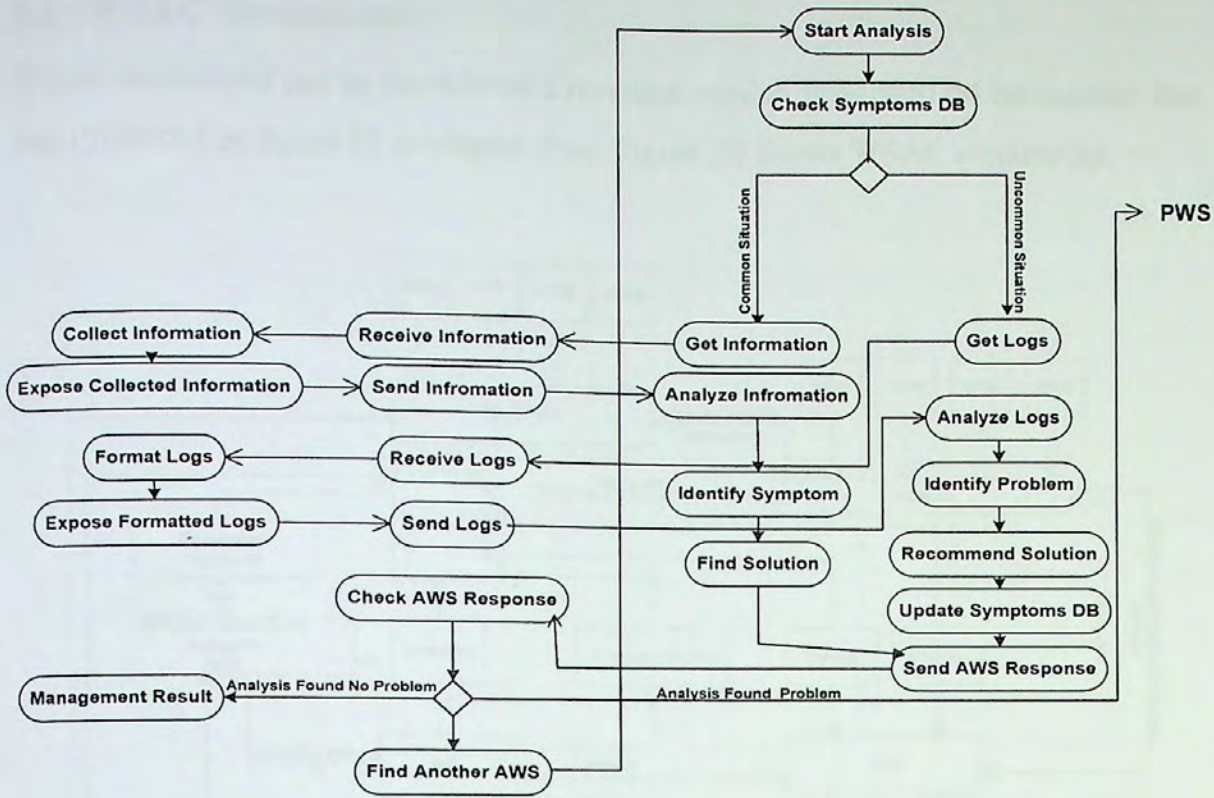 Start Analysis
Check Symptoms DB
Common Situation
Uncommon Situation
PWS
Collect Information
Receive Information
Get Information
Get Logs
Expose Collected Information
Send Infromation
Analyze Infromation
Analyze Logs
Format Logs
Receive Logs
Identify Symptom
Identify Problem
Expose Formatted Logs
Send Logs
Find Solution
Recommend Solution
Check AWS Response
Update Symptoms DB
Send AWS Response
Management Result
Analysis Found No Problem
Analysis Found Problem
Find Another AWS